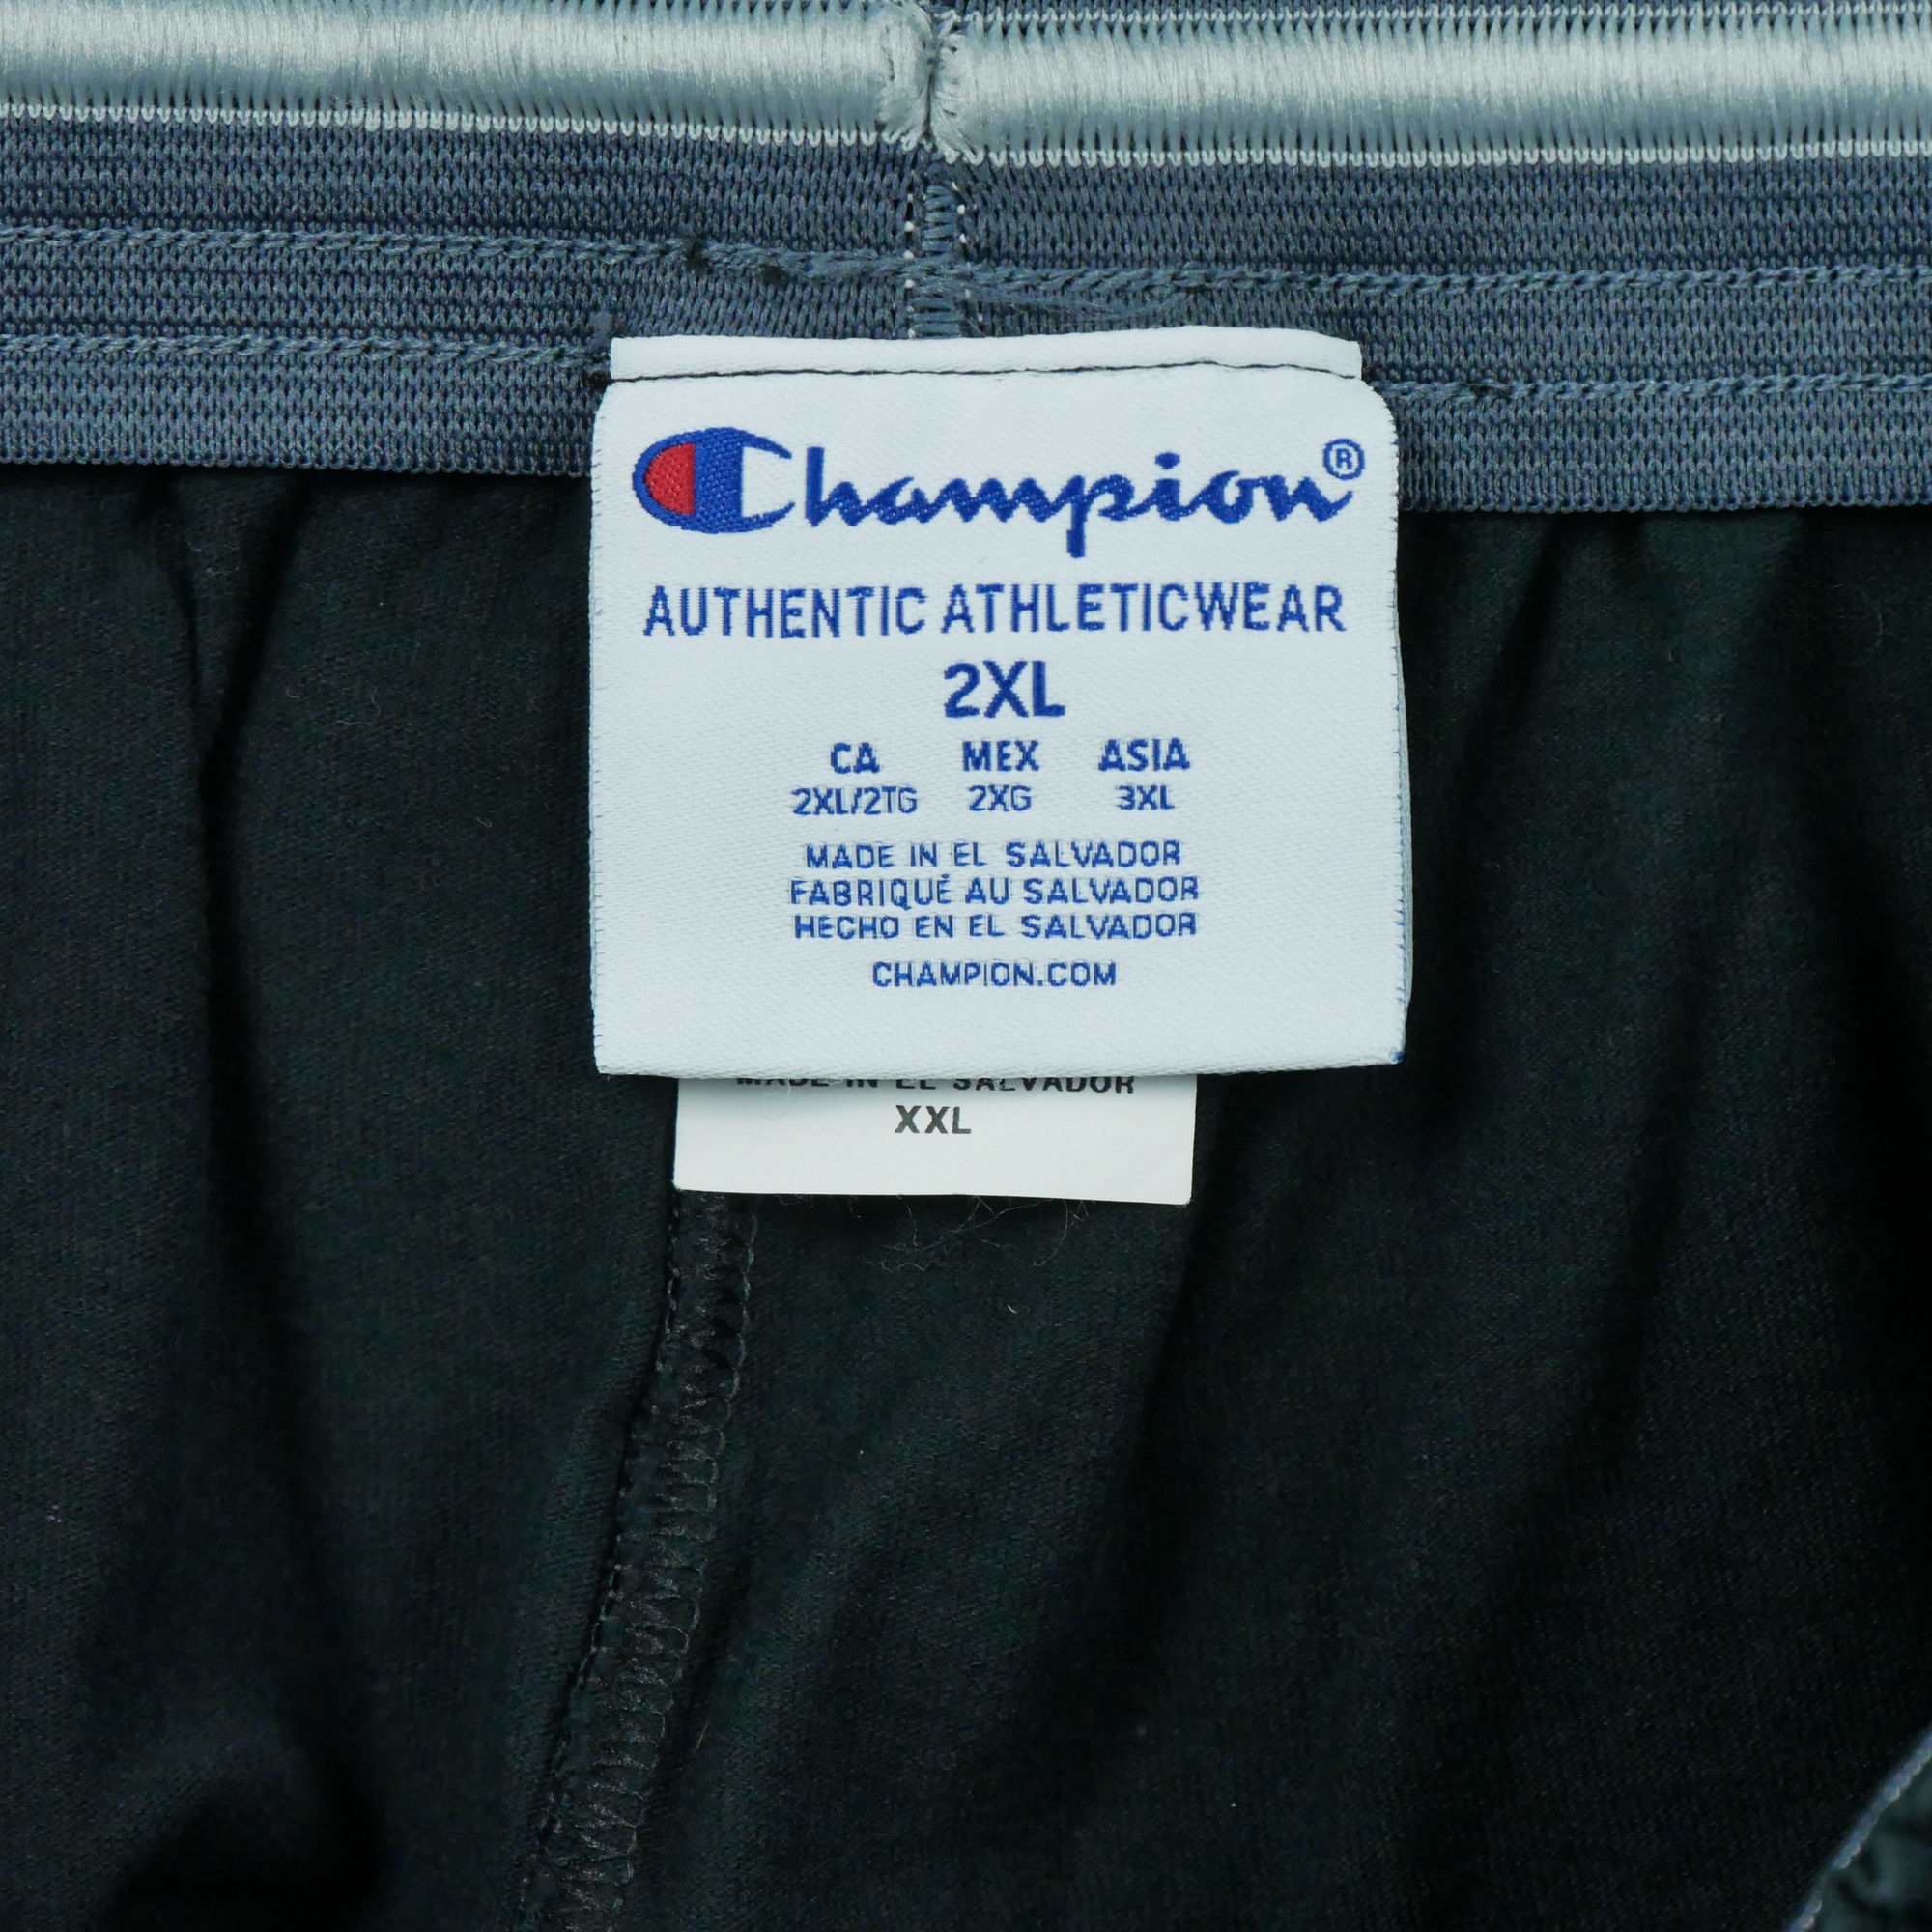 Champion®
AUTHENTIC ATHLETICWEAR
2XL
CA MEX ASIA
2XL/2TG 2XG 3XL
MADE IN EL SALVADOR
FABRIQUÉ AU SALVADOR
HECHO EN EL SALVADOR
CHAMPION.COM
MADE IN EL SALVADOR
XXL